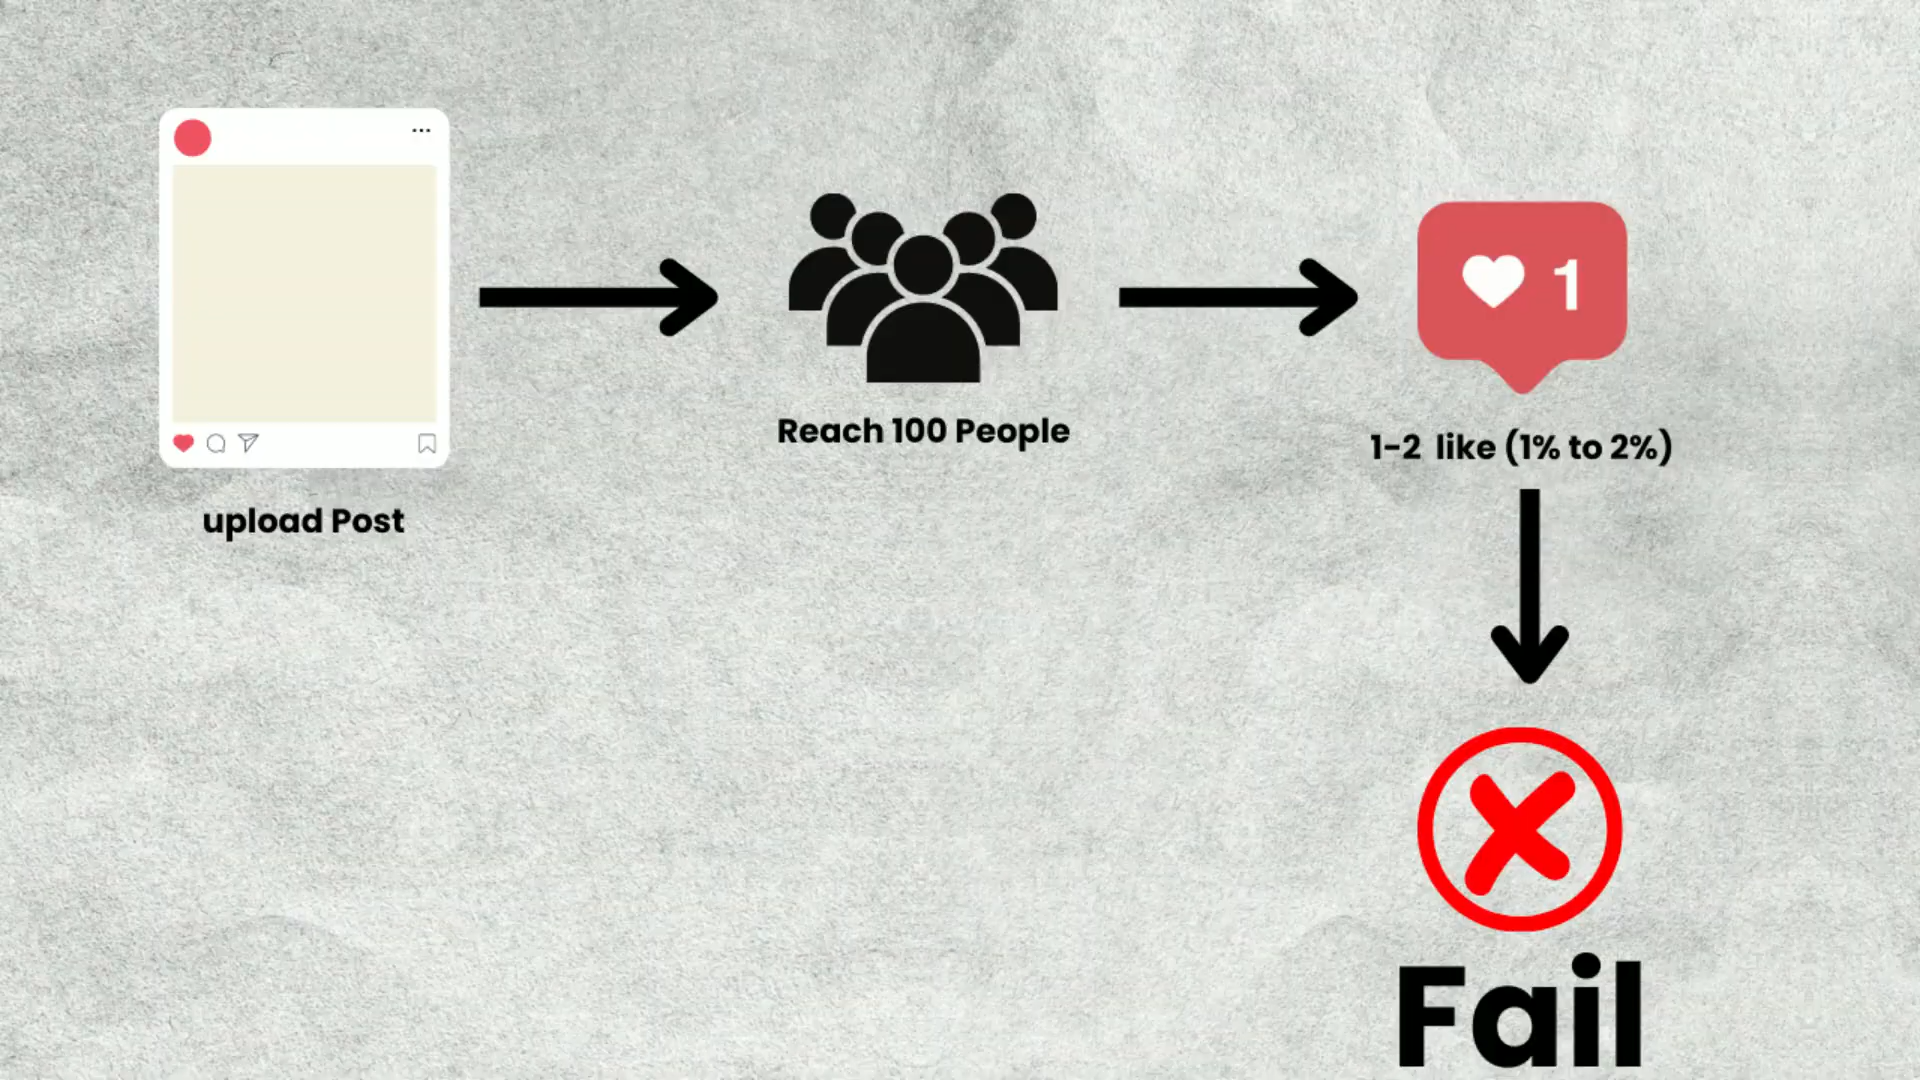 upload Post
Reach 100 People
1
1-2 like (1% to 2%)
Fail